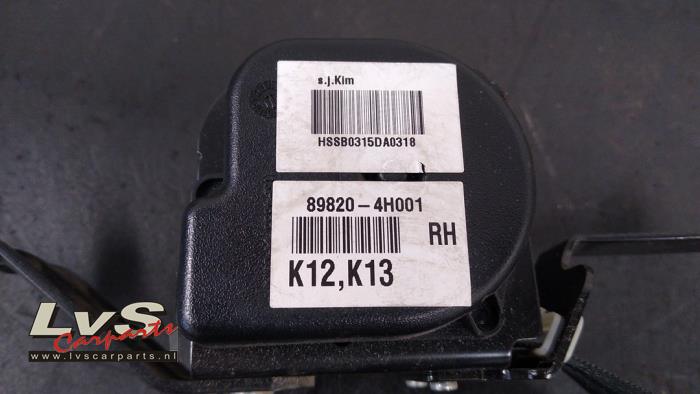 s.j.Kim
HSSB0315DA0318
89820-4H001
RH
K12,K13
LvS
Carparts
www.lvscarparts.nl